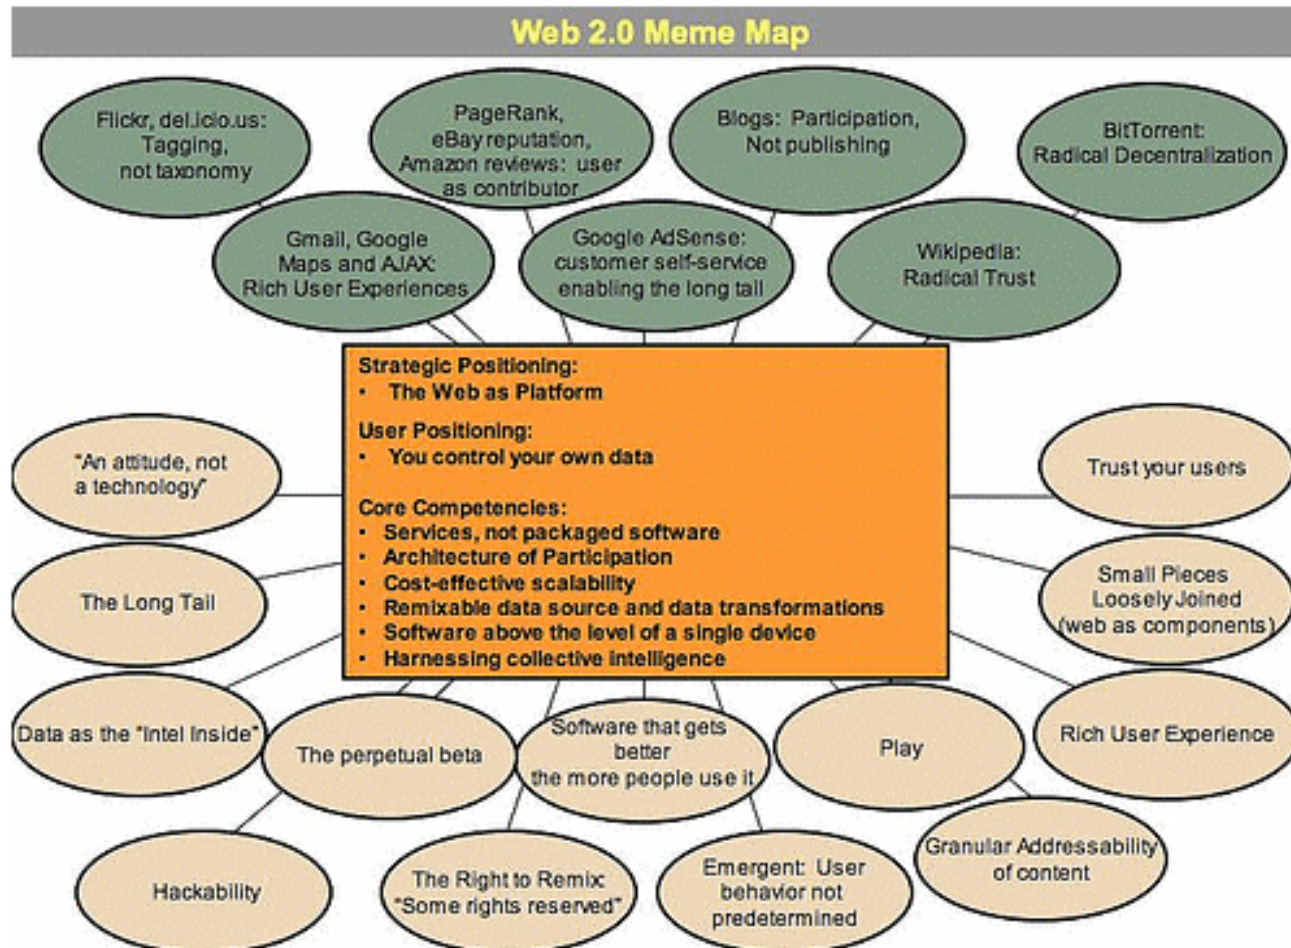 Web 2.0 Meme Map
Flickr, del.icio.us:
Tagging,
not taxonomy
PageRank,
eBay reputation,
Amazon reviews: user
as contributor
Blogs: Participation,
Not publishing
BitTorrent:
Radical Decentralization
Gmail, Google
Maps and AJAX:
Rich User Experiences
Google AdSense:
customer self-service
enabling the long tail
Wikipedia:
Radical Trust
Strategic Positioning:
• The Web as Platform
User Positioning:
• You control your own data
Core Competencies:
• Services, not packaged software
• Architecture of Participation
• Cost-effective scalability
• Remixable data source and data transformations
• Software above the level of a single device
• Harnessing collective intelligence
"An attitude, not
a technology"
Trust your users
The Long Tail
Small Pieces
Loosely Joined
(web as components)
Data as the "Intel Inside"
The perpetual beta
Software that gets
better
the more people use it
Play
Rich User Experience
Hackability
The Right to Remix:
"Some rights reserved"
Emergent: User
behavior not
predetermined
Granular Addressability
of content